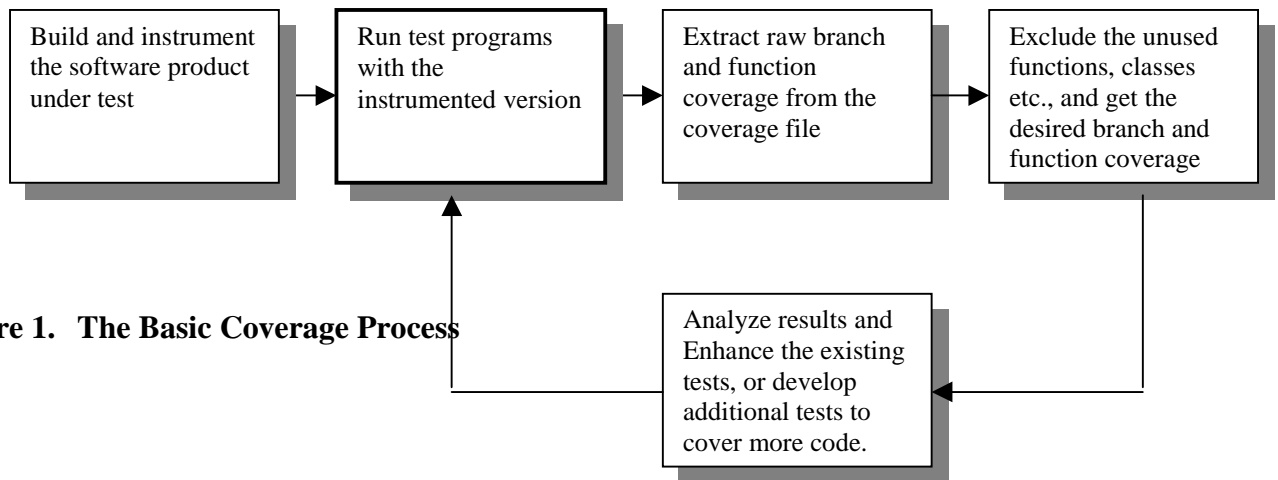 Build and instrument
the software product
under test
Run test programs
with the
instrumented version
Extract raw branch
and function
coverage from the
coverage file
Exclude the unused
functions, classes
etc., and get the
desired branch and
function coverage
re 1. The Basic Coverage Process
Analyze results and
Enhance the existing
tests, or develop
additional tests to
cover more code.